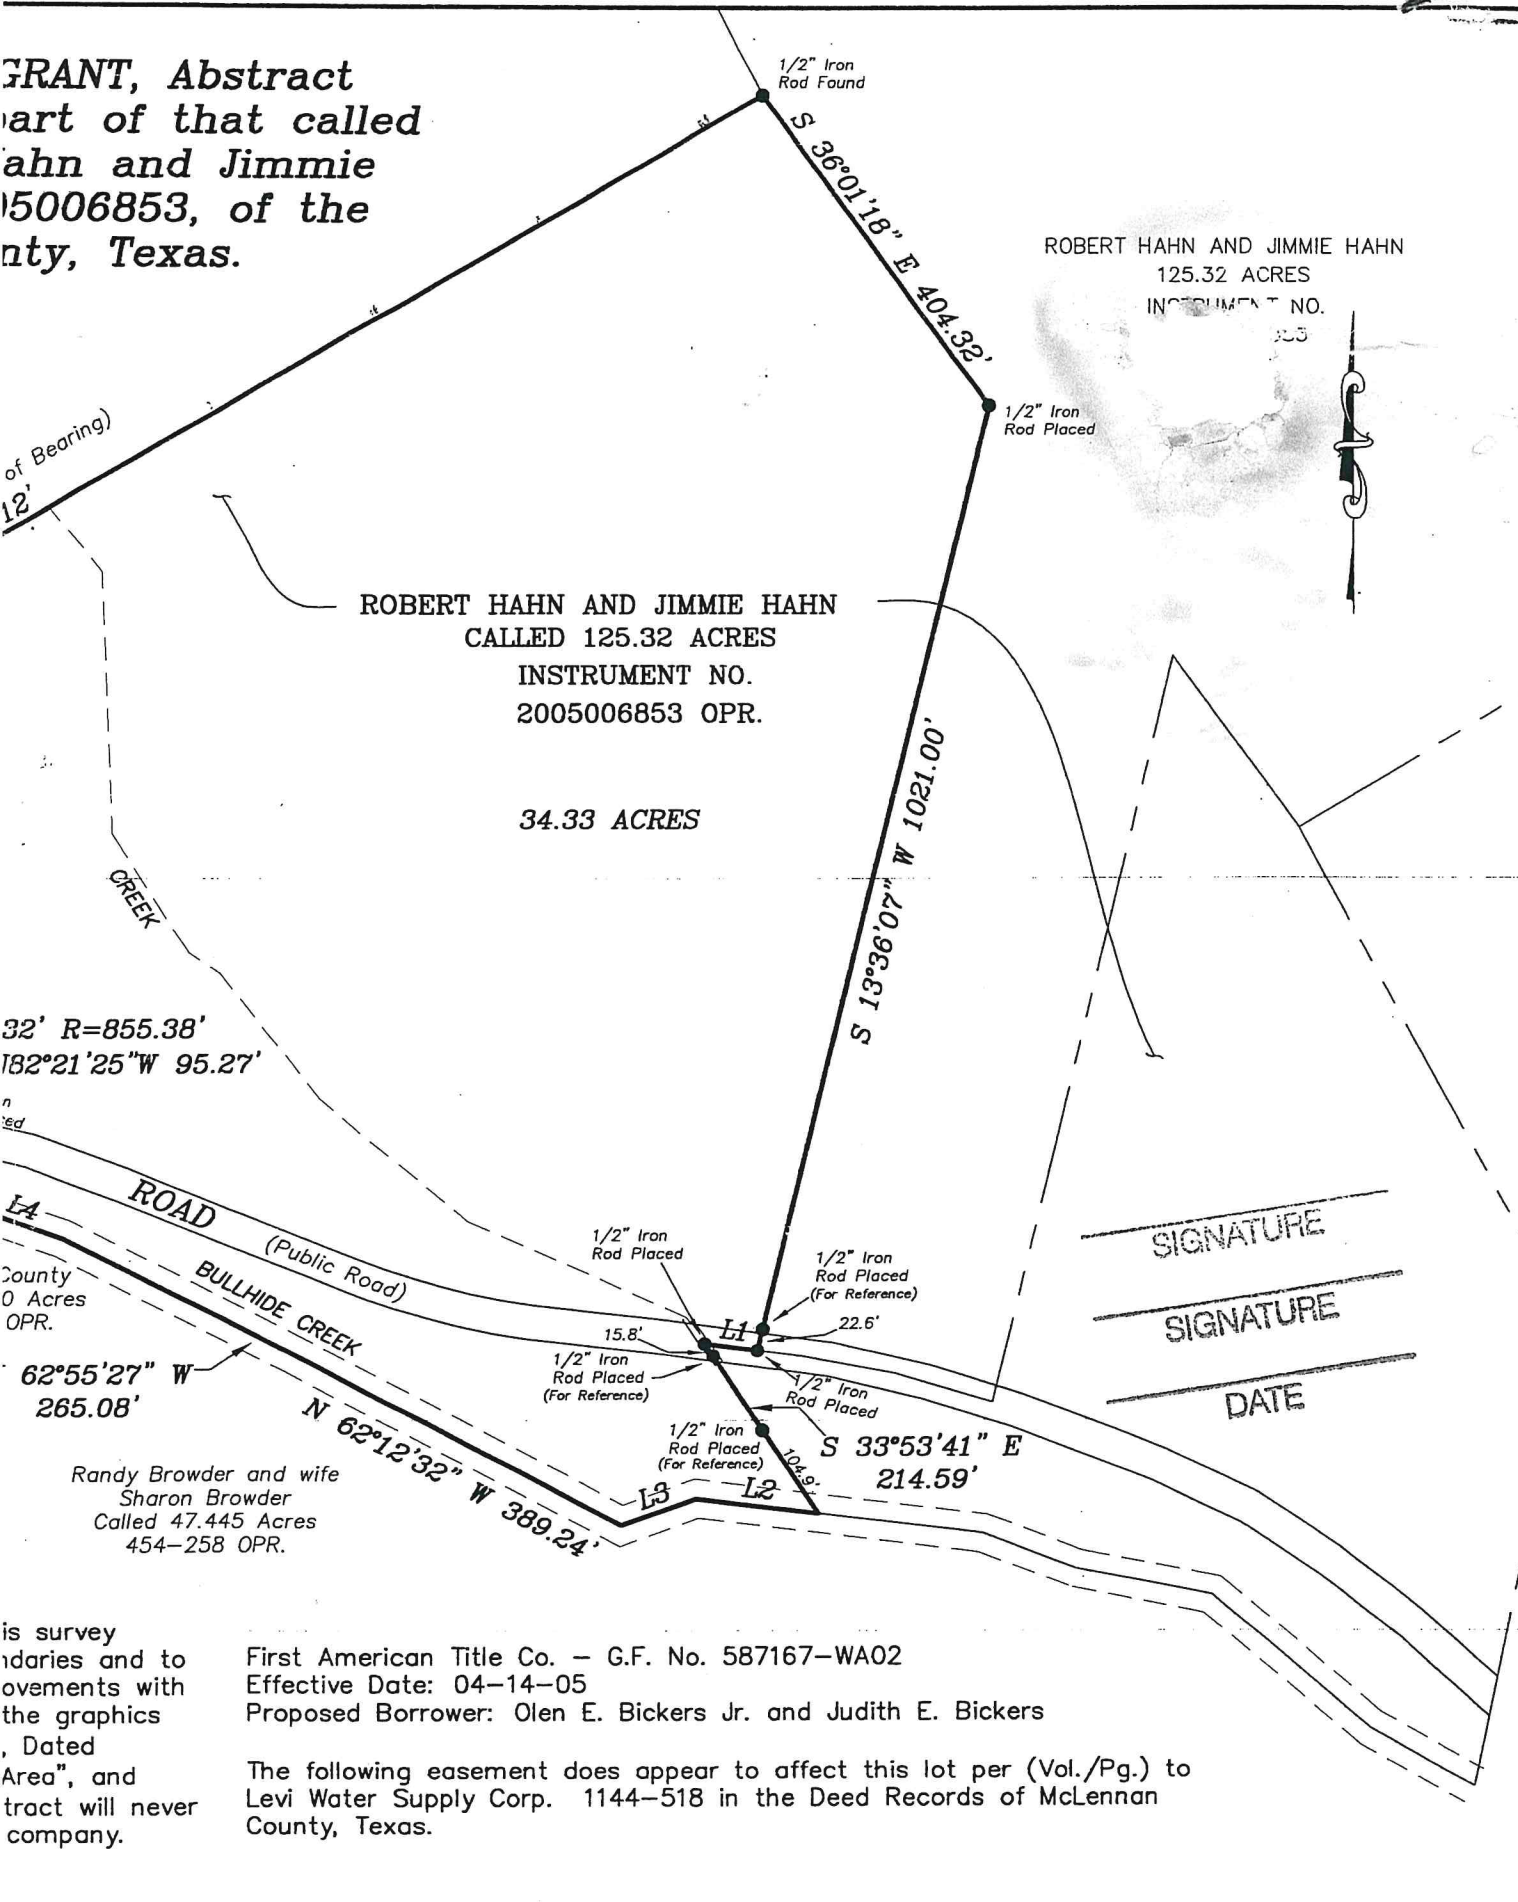 GRANT, Abstract
part of that called
Hahn and Jimmie
05006853, of the
nty, Texas.
1/2" Iron
Rod Found
S 36°01'18" E 404.32'
ROBERT HAHN AND JIMMIE HAHN
125.32 ACRES
INSTRUMENT NO.
1/2" Iron
Rod Placed
of Bearing)
12'
ROBERT HAHN AND JIMMIE HAHN
CALLED 125.32 ACRES
INSTRUMENT NO.
2005006853 OPR.
34.33 ACRES
S 13°36'07" W 1021.00'
CREEK
32' R=855.38'
82°21'25"W 95.27'
L4
ROAD
(Public Road)
BULLHIDE CREEK
County
0 Acres
OPR.
62°55'27" W
265.08'
N 62°12'32" W 389.24'
1/2" Iron
Rod Placed
1/2" Iron
Rod Placed
(For Reference)
L1
22.6'
15.8'
1/2" Iron
Rod Placed
(For Reference)
1/2" Iron
Rod Placed
1/2" Iron
Rod Placed
(For Reference)
104.9'
S 33°53'41" E
214.59'
L3
L2
SIGNATURE
SIGNATURE
DATE
Randy Browder and wife
Sharon Browder
Called 47.445 Acres
454-258 OPR.
is survey
ndaries and to
ovements with
the graphics
, Dated
Area", and
tract will never
company.
First American Title Co. - G.F. No. 587167-WA02
Effective Date: 04-14-05
Proposed Borrower: Olen E. Bickers Jr. and Judith E. Bickers
The following easement does appear to affect this lot per (Vol./Pg.) to
Levi Water Supply Corp. 1144-518 in the Deed Records of McLennan
County, Texas.